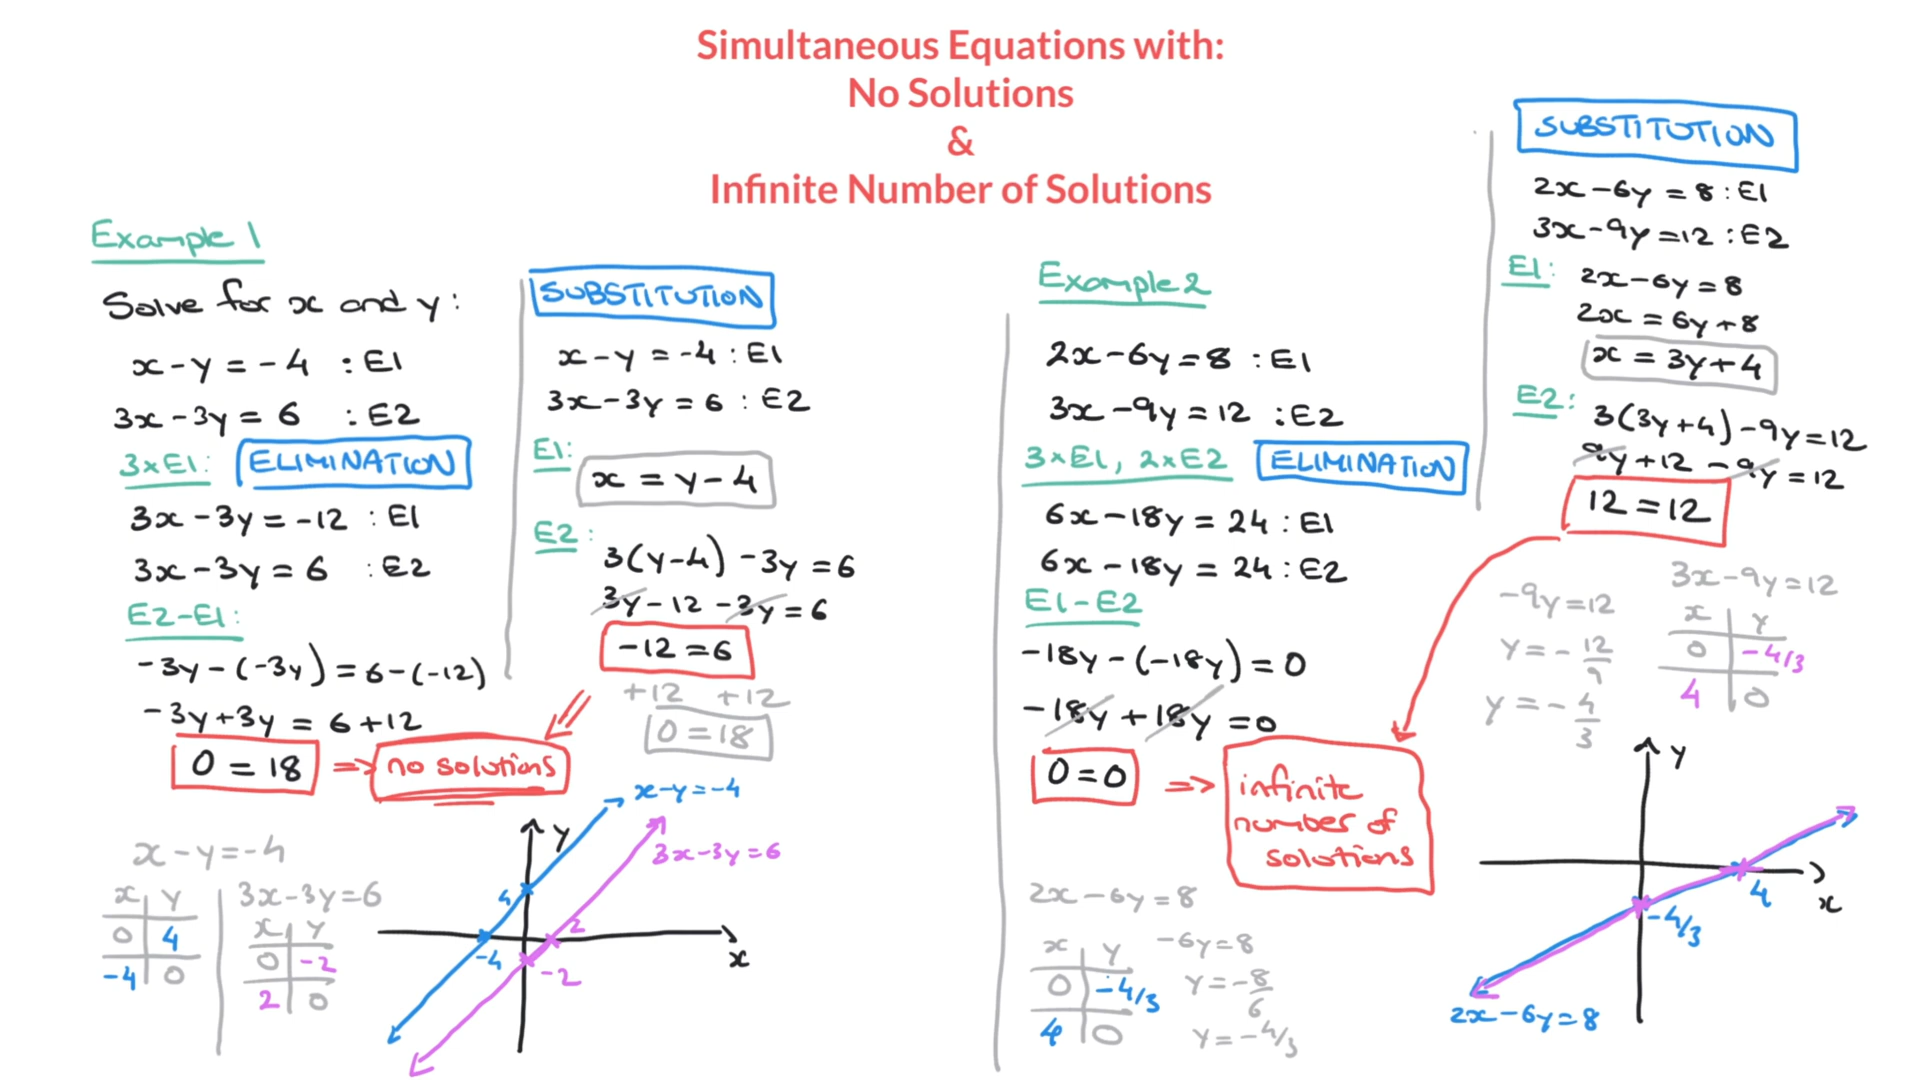 Simultaneous Equations with:
No Solutions
&
Infinite Number of Solutions
Example 1
Solve for x and y:
x - y = -4 : E1
3x - 3y = 6 : E2
3×E1: ELIMINATION
3x - 3y = -12 : E1
3x - 3y = 6 : E2
E2-E1:
-3y - (-3y) = 6 - (-12)
-3y + 3y = 6 + 12
0 = 18 => no solutions
x - y = -4
x y
0 4
-4 0
3x - 3y = 6
x y
0 -2
2 0
SUBSTITUTION
x - y = -4 : E1
3x - 3y = 6 : E2
E1:
x = y - 4
E2:
3(y-4) - 3y = 6
3y - 12 - 3y = 6
-12 = 6
+12 +12
0 = 18
x-y=-4
y
3x-3y=6
4
2
-4
x
-2
Example 2
2x - 6y = 8 : E1
3x - 9y = 12 : E2
3×E1, 2×E2 ELIMINATION
6x - 18y = 24 : E1
6x - 18y = 24 : E2
E1-E2
-18y - (-18y) = 0
-18y + 18y = 0
0 = 0 => infinite
number of
solutions
2x - 6y = 8
x y
0 -4/3
4 0
-6y = 8
y = -8/6
y = -4/3
SUBSTITUTION
2x - 6y = 8 : E1
3x - 9y = 12 : E2
E1:
2x - 6y = 8
2x = 6y + 8
x = 3y + 4
E2:
3(3y+4) - 9y = 12
9y + 12 - 9y = 12
12 = 12
-9y = 12
y = -12/9
y = -4/3
3x - 9y = 12
x y
0 -4/3
4 0
y
4
x
-4/3
2x - 6y = 8